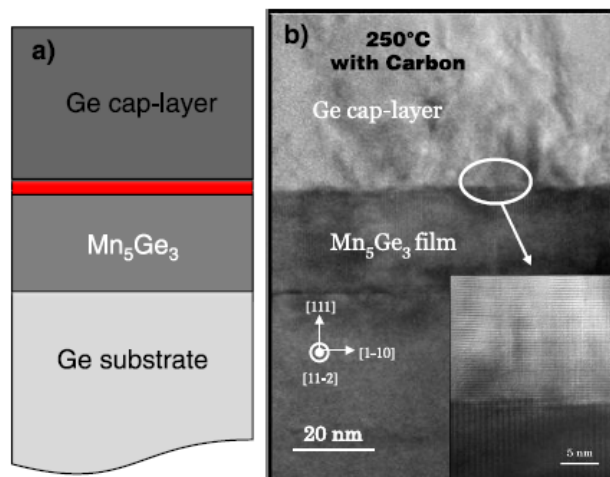 a)
Ge cap-layer
Mn₅Ge₃
Ge substrate
b)
250°C
with Carbon
Ge cap-layer
Mn₅Ge₃ film
[111]
[1-10]
[11-2]
20 nm
5 nm